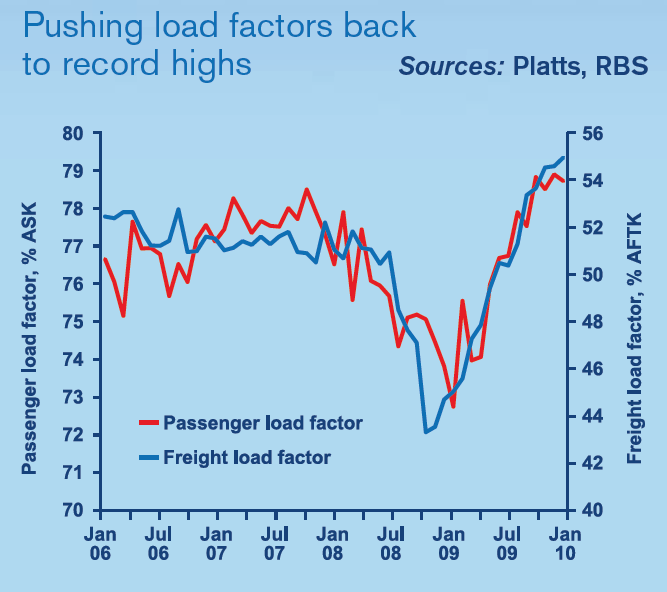 Pushing load factors back
to record highs
Sources: Platts, RBS
80
79
78
77
76
75
74
73
72
71
70
Passenger load factor, % ASK
56
54
52
50
48
46
44
42
40
Freight load factor, % AFTK
Passenger load factor
Freight load factor
Jan Jul Jan Jul Jan Jul Jan Jul Jan
06 06 07 07 08 08 09 09 10